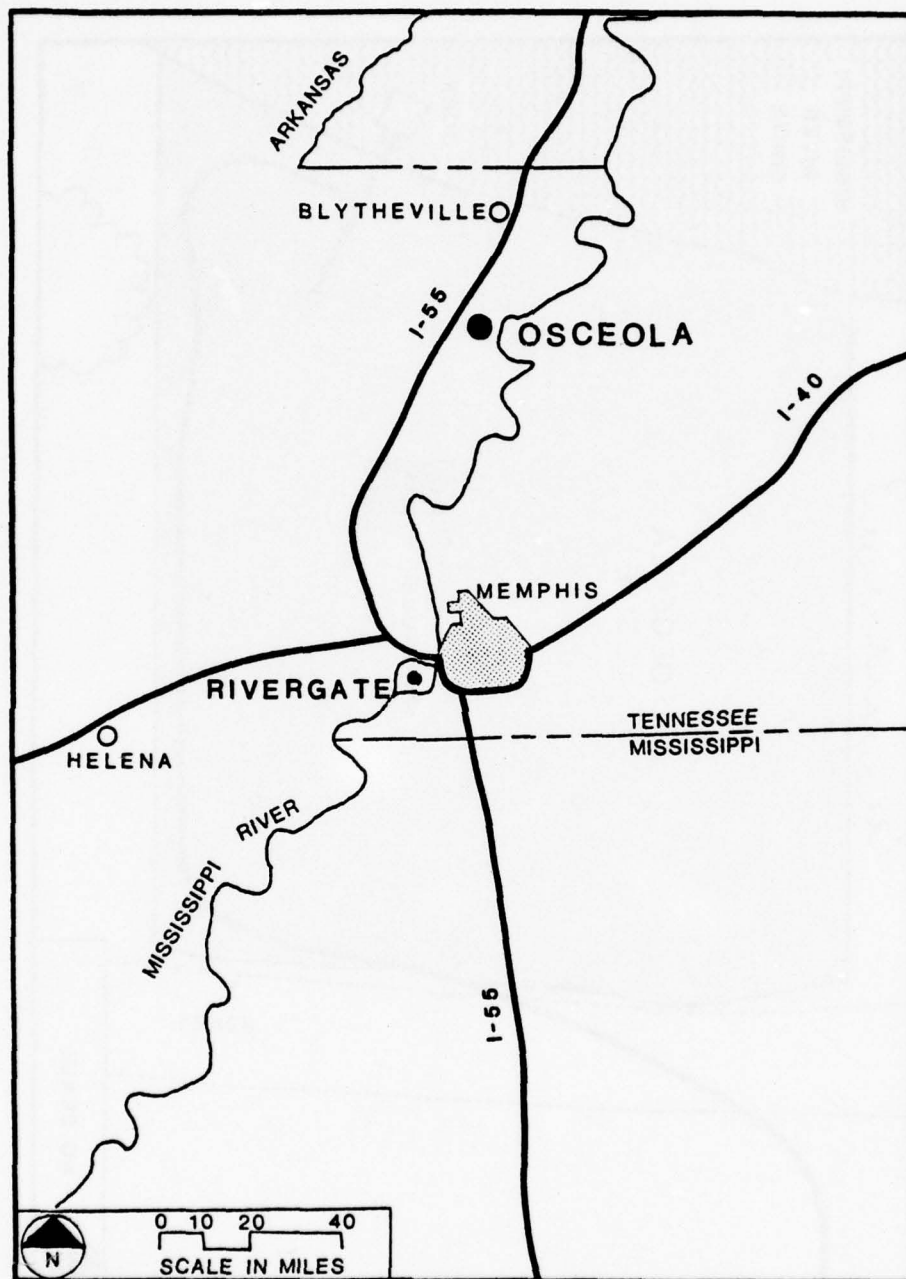 ARKANSAS
BLYTHEVILLE
I-55
OSCEOLA
I-40
MEMPHIS
RIVERGATE
HELENA
TENNESSEE
MISSISSIPPI
MISSISSIPPI RIVER
I-55
N
0 10 20 40
SCALE IN MILES